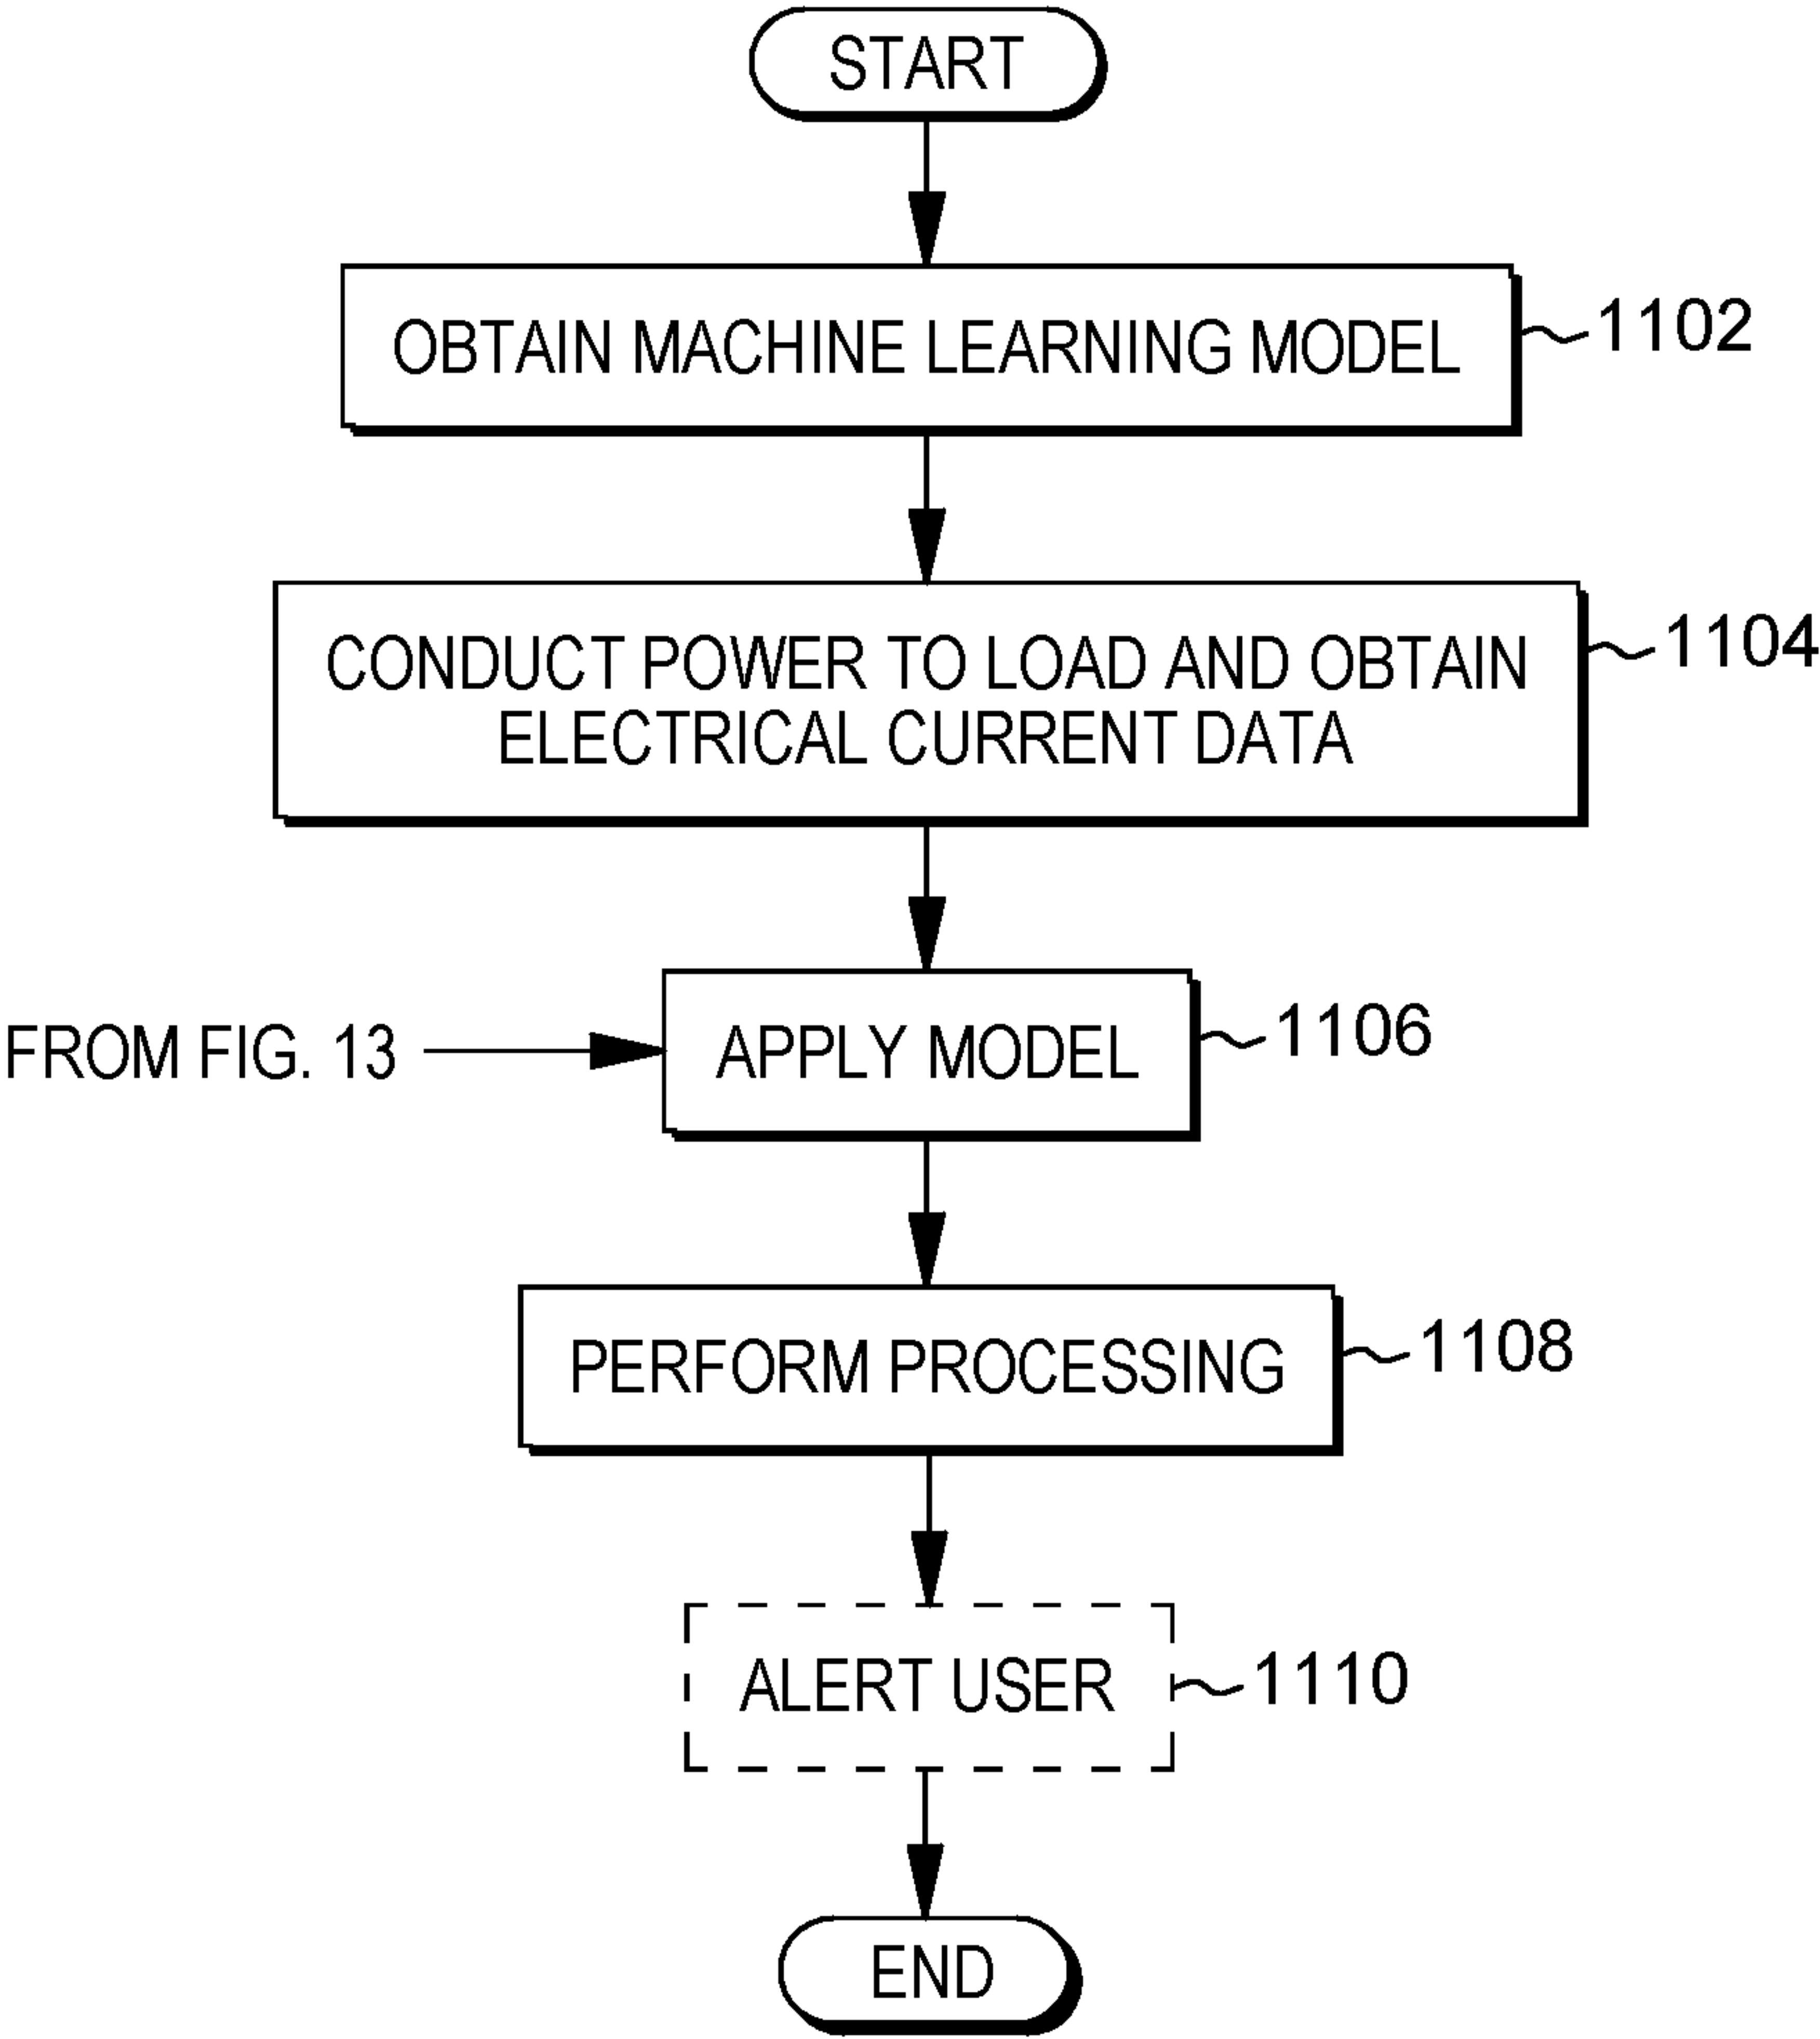 START
OBTAIN MACHINE LEARNING MODEL
1102
CONDUCT POWER TO LOAD AND OBTAIN
ELECTRICAL CURRENT DATA
1104
FROM FIG. 13
APPLY MODEL
1106
PERFORM PROCESSING
1108
ALERT USER
1110
END